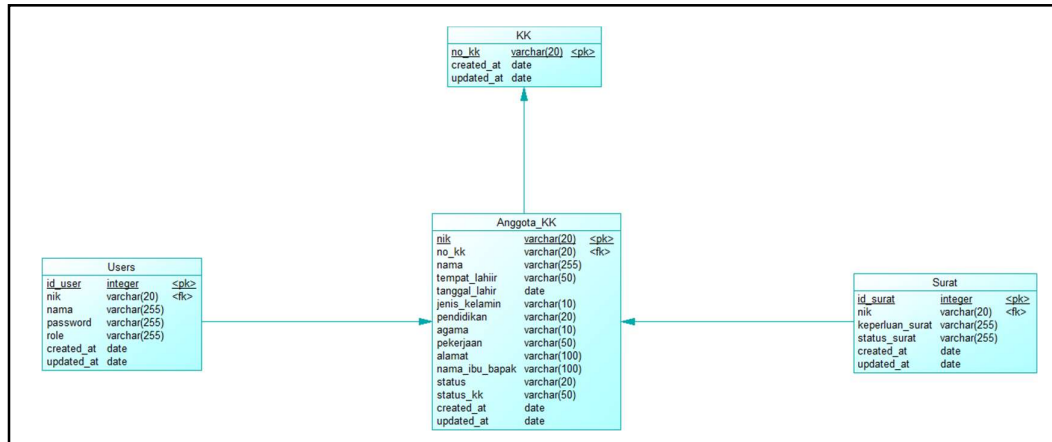 KK
no_kk varchar(20) <pk>
created_at date
updated_at date
Anggota_KK
nik varchar(20) <pk>
no_kk varchar(20) <fk>
nama varchar(255)
tempat_lahiir varchar(50)
tanggal_lahir date
jenis_kelamin varchar(10)
pendidikan varchar(20)
agama varchar(10)
pekerjaan varchar(50)
alamat varchar(100)
nama_ibu_bapak varchar(100)
status varchar(20)
status_kk varchar(50)
created_at date
updated_at date
Users
id_user integer <pk>
nik varchar(20) <fk>
nama varchar(255)
password varchar(255)
role varchar(255)
created_at date
updated_at date
Surat
id_surat integer <pk>
nik varchar(20) <fk>
keperluan_surat varchar(255)
status_surat varchar(255)
created_at date
updated_at date